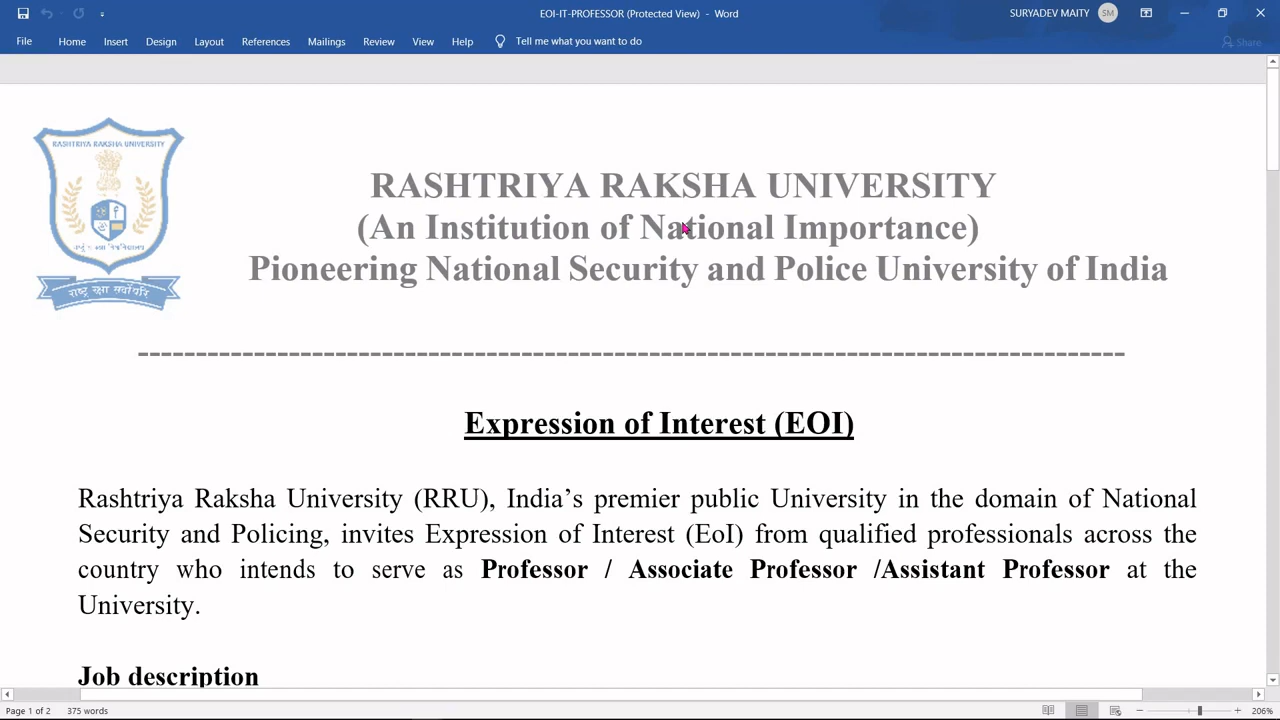 EOI-IT-PROFESSOR (Protected View) - Word
SURYADEV MAITY SM
File Home Insert Design Layout References Mailings Review View Help Tell me what you want to do Share
RASHTRIYA RAKSHA UNIVERSITY
राष्ट्र रक्षा सर्वोपरि
RASHTRIYA RAKSHA UNIVERSITY
(An Institution of National Importance)
Pioneering National Security and Police University of India
--------------------------------------------------------------------------------------
Expression of Interest (EOI)
Rashtriya Raksha University (RRU), India’s premier public University in the domain of National
Security and Policing, invites Expression of Interest (EoI) from qualified professionals across the
country who intends to serve as Professor / Associate Professor /Assistant Professor at the
University.
Job description
Page 1 of 2 375 words 206%